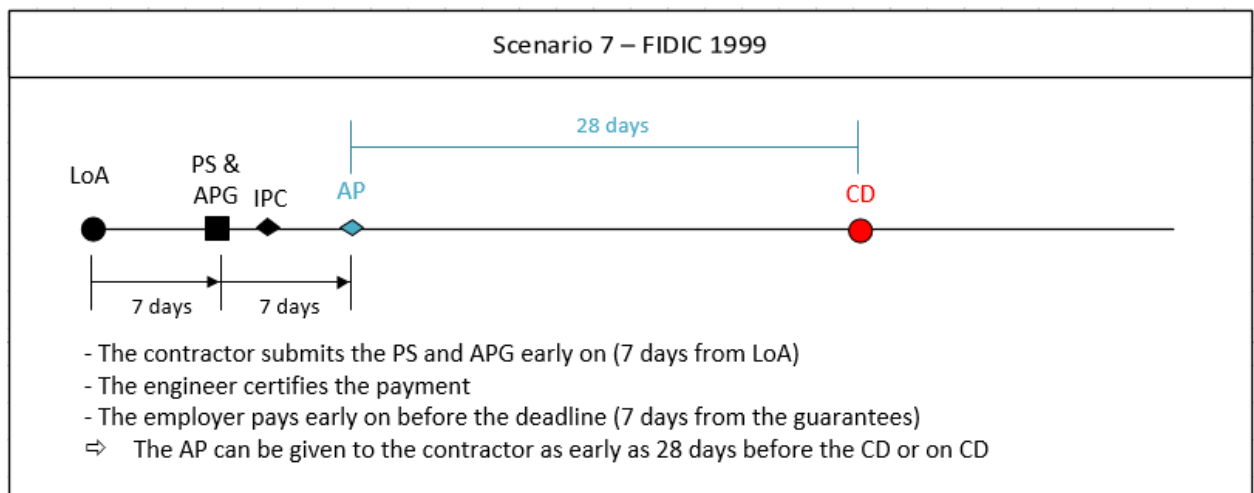 Scenario 7 – FIDIC 1999
28 days
LoA
PS &
APG
IPC
AP
CD
7 days
7 days
- The contractor submits the PS and APG early on (7 days from LoA)
- The engineer certifies the payment
- The employer pays early on before the deadline (7 days from the guarantees)
⇨ The AP can be given to the contractor as early as 28 days before the CD or on CD